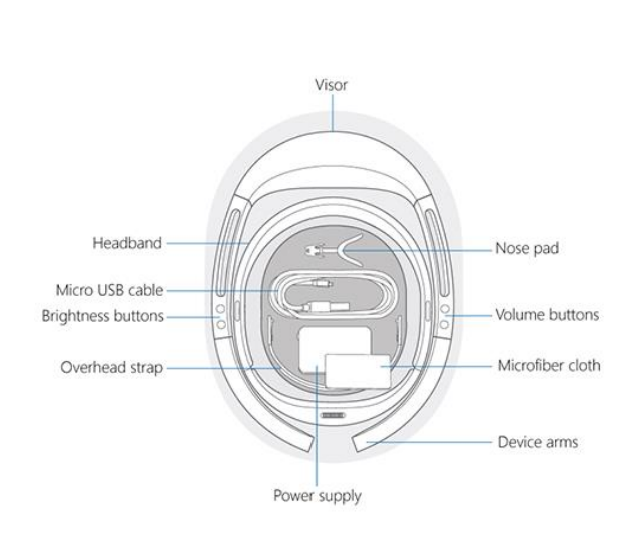 Visor
Headband
Nose pad
Micro USB cable
Brightness buttons
Volume buttons
Overhead strap
Microfiber cloth
Device arms
Power supply